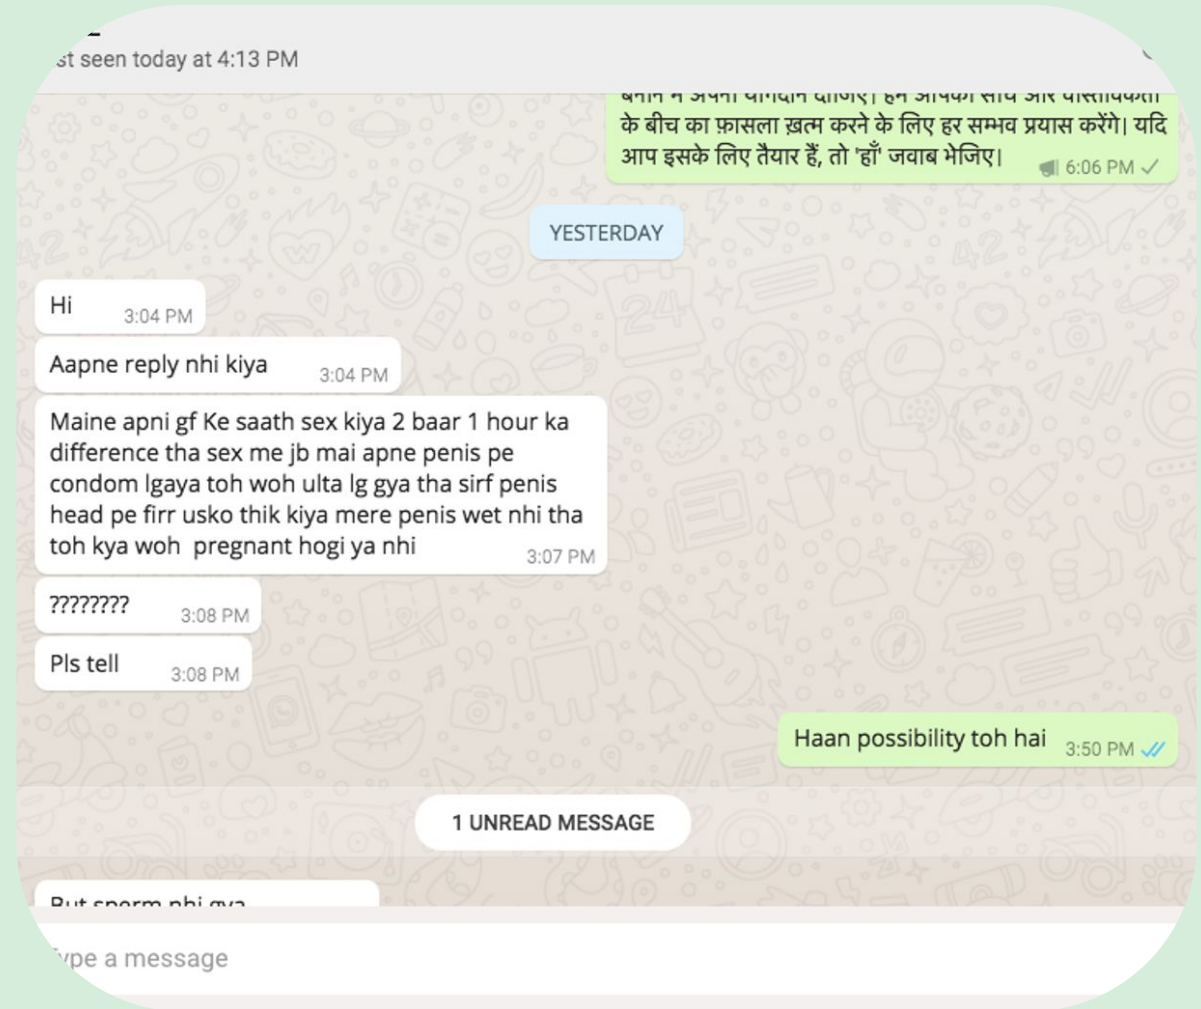 st seen today at 4:13 PM
के बीच का फ़ासला ख़त्म करने के लिए हर सम्भव प्रयास करेंगे| यदि
आप इसके लिए तैयार हैं, तो 'हाँ' जवाब भेजिए|
6:06 PM
YESTERDAY
Hi
3:04 PM
Aapne reply nhi kiya
3:04 PM
Maine apni gf Ke saath sex kiya 2 baar 1 hour ka
difference tha sex me jb mai apne penis pe
condom lgaya toh woh ulta lg gya tha sirf penis
head pe firr usko thik kiya mere penis wet nhi tha
toh kya woh pregnant hogi ya nhi
3:07 PM
????????
3:08 PM
Pls tell
3:08 PM
Haan possibility toh hai
3:50 PM
1 UNREAD MESSAGE
But sperm nhi gya
ype a message